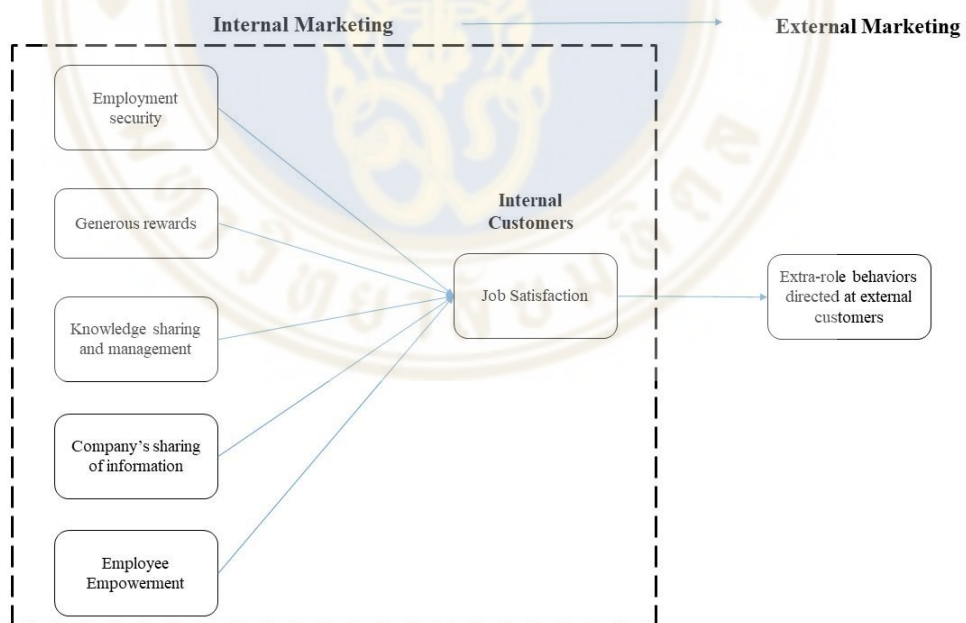 Internal Marketing
External Marketing
Employment
security
Generous rewards
Knowledge sharing
and management
Company's sharing
of information
Employee
Empowerment
Internal
Customers
Job Satisfaction
Extra-role behaviors
directed at external
customers